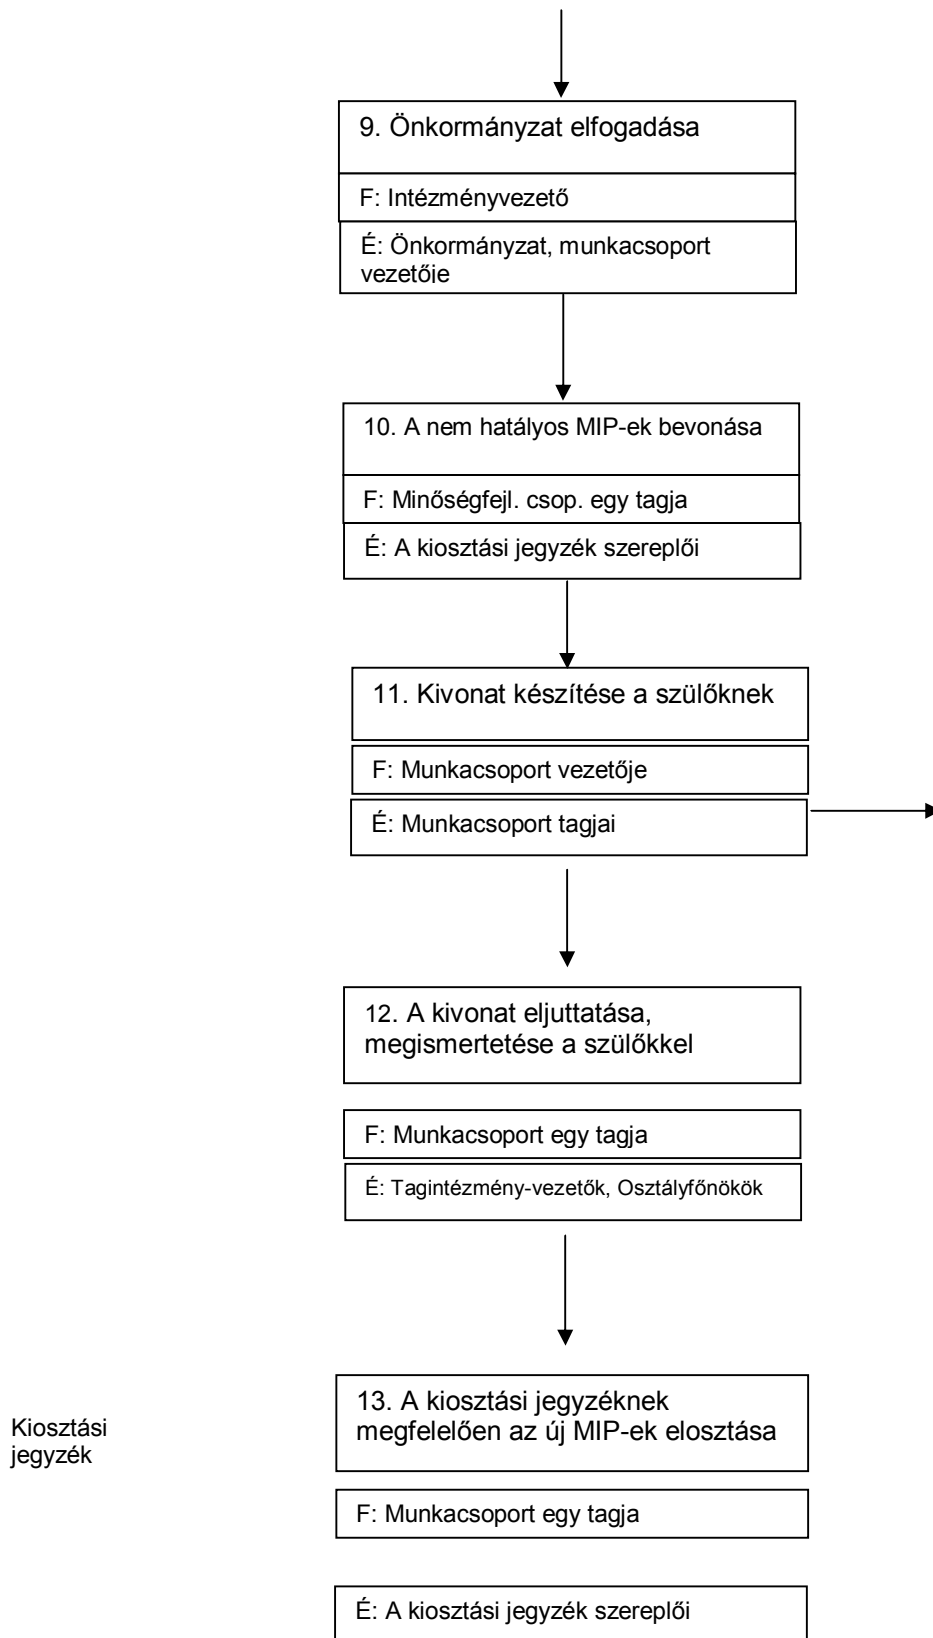 9. Önkormányzat elfogadása
F: Intézményvezető
É: Önkormányzat, munkacsoport
vezetője
10. A nem hatályos MIP-ek bevonása
F: Minőségfejl. csop. egy tagja
É: A kiosztási jegyzék szereplői
11. Kivonat készítése a szülőknek
F: Munkacsoport vezetője
É: Munkacsoport tagjai
12. A kivonat eljuttatása,
megismertetése a szülőkkel
F: Munkacsoport egy tagja
É: Tagintézmény-vezetők, Osztályfőnökök
Kiosztási
jegyzék
13. A kiosztási jegyzéknek
megfelelően az új MIP-ek elosztása
F: Munkacsoport egy tagja
É: A kiosztási jegyzék szereplői